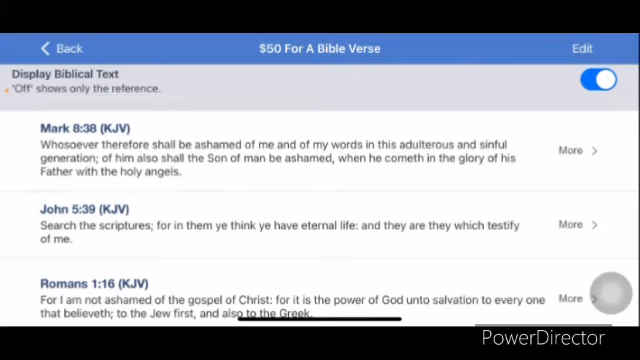 Back $50 For A Bible Verse Edit
Display Biblical Text
'Off' shows only the reference.
Mark 8:38 (KJV)
Whosoever therefore shall be ashamed of me and of my words in this adulterous and sinful
generation; of him also shall the Son of man be ashamed, when he cometh in the glory of his
Father with the holy angels.
More
John 5:39 (KJV)
Search the scriptures; for in them ye think ye have eternal life: and they are they which testify
of me.
More
Romans 1:16 (KJV)
For I am not ashamed of the gospel of Christ: for it is the power of God unto salvation to every one
that believeth; to the Jew first, and also to the Greek.
More
PowerDirector